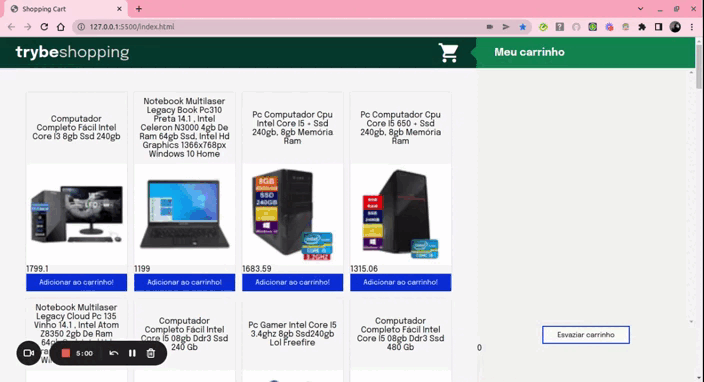 Shopping Cart
127.0.0.1:5500/index.html
trybeshopping
Meu carrinho
Computador
Completo Fácil Intel
Core I3 8gb Ssd 240gb
1799.1
Adicionar ao carrinho!
Notebook Multilaser
Legacy Book Pc310
Preta 14.1 , Intel
Celeron N3000 4gb De
Ram 64gb Ssd, Intel Hd
Graphics 1366x768px
Windows 10 Home
1199
Adicionar ao carrinho!
Pc Computador Cpu
Intel Core I5 + Ssd
240gb, 8gb Memória
Ram
8GB
SSD
240GB
3.2GHZ
1683.59
Adicionar ao carrinho!
Pc Computador Cpu
Core I5 650 + Ssd
240gb, 8gb Memória
Ram
1315.06
Adicionar ao carrinho!
Notebook Multilaser
Legacy Cloud Pc 135
Vinho 14.1 , Intel Atom
Z8350 2gb De Ram
Computador
Completo Fácil Intel
Core I5 08gb Ddr3 Ssd
240 Gb
Pc Gamer Intel Core I5
3.4ghz 8gb Ssd240gb
Lol Freefire
Computador
Completo Fácil Intel
Core I5 08gb Ddr3 Ssd
480 Gb
0
Esvaziar carrinho
5:00